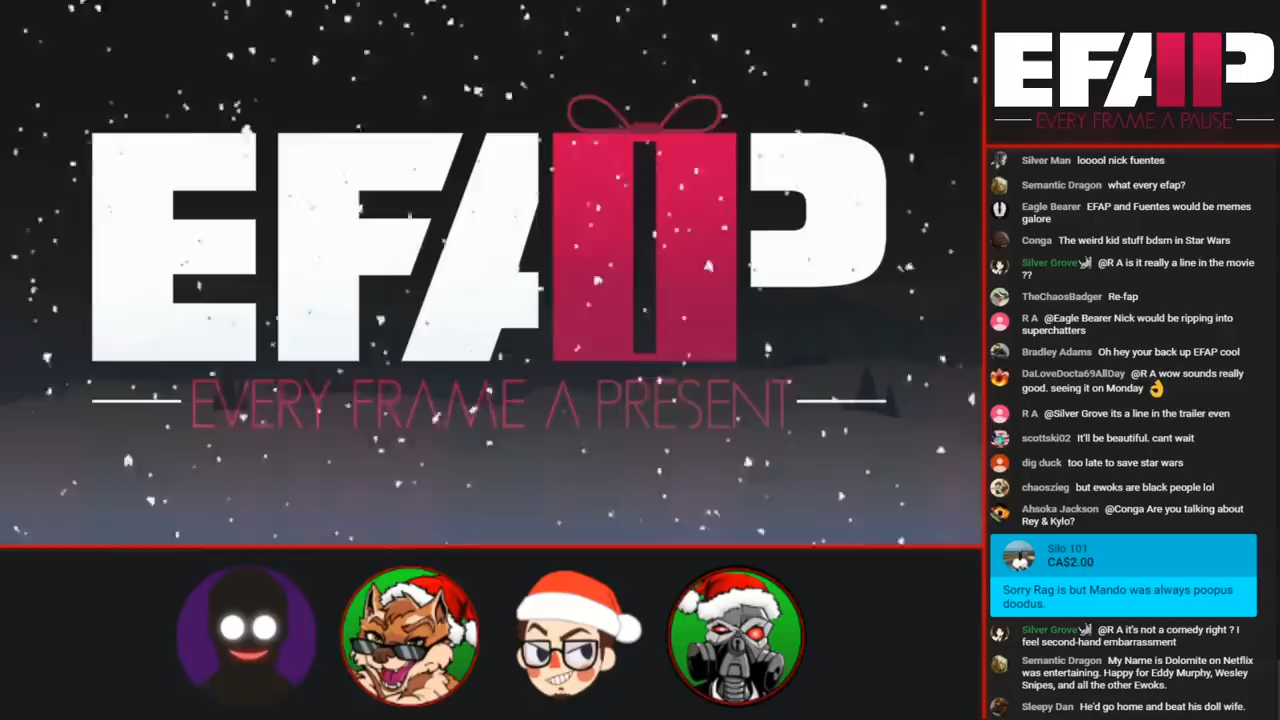 EFAP
EVERY FRAME A PRESENT
EFAP
EVERY FRAME A PAUSE
Silver Man looool nick fuentes
Semantic Dragon what every efap?
Eagle Bearer EFAP and Fuentes would be memes
galore
Conga The weird kid stuff bdsm in Star Wars
Silver Grove @R A is it really a line in the movie
??
TheChaosBadger Re-fap
R A @Eagle Bearer Nick would be ripping into
superchatters
Bradley Adams Oh hey your back up EFAP cool
DaLoveDocta69AllDay @R A wow sounds really
good. seeing it on Monday 👌
R A @Silver Grove its a line in the trailer even
scottski02 It'll be beautiful. cant wait
dig duck too late to save star wars
chaoszieg but ewoks are black people lol
Ahsoka Jackson @Conga Are you talking about
Rey & Kylo?
Silo 101
CA$2.00
Sorry Rag is but Mando was always poopus
doodus.
Silver Grove @R A it's not a comedy right ? I
feel second-hand embarrassment
Semantic Dragon My Name is Dolomite on Netflix
was entertaining. Happy for Eddy Murphy, Wesley
Snipes, and all the other Ewoks.
Sleepy Dan He'd go home and beat his doll wife.